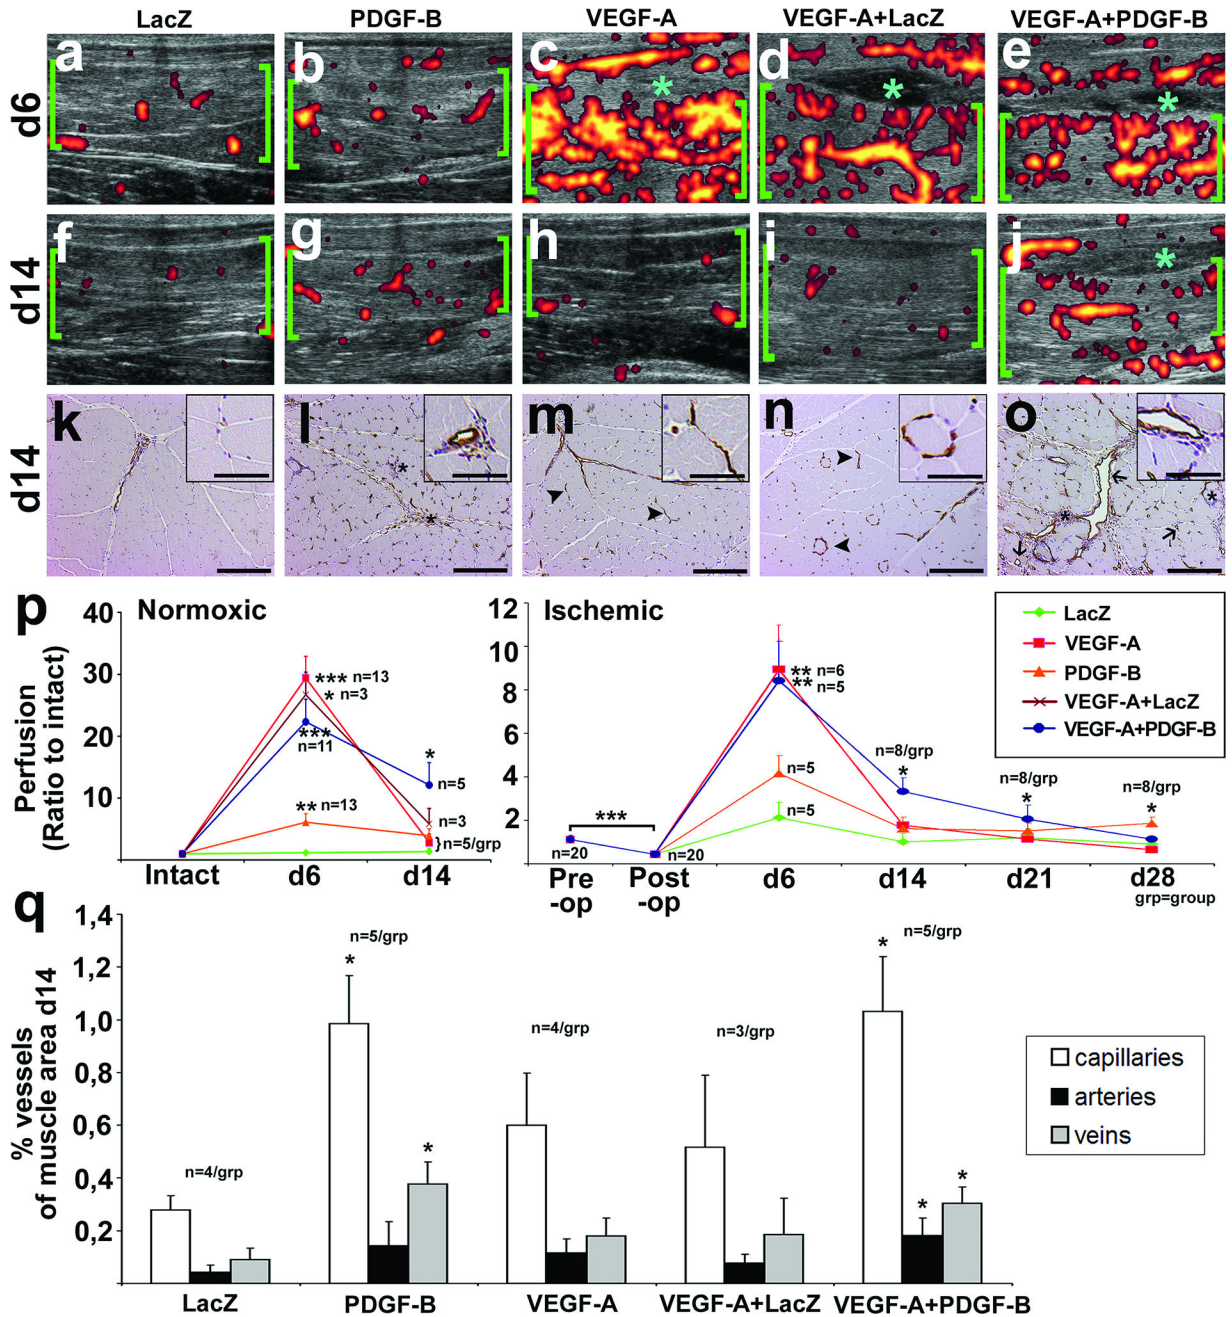 LacZ PDGF-B VEGF-A VEGF-A+LacZ VEGF-A+PDGF-B
d6
a b c * d * e *
d14
f g h i j *
d14
k l * * m n o * *
p
Normoxic
Perfusion
(Ratio to intact)
40
30
20
10
*** n=13
* n=3
***
n=11
** n=13
*
n=5
n=3
}n=5/grp
Intact d6 d14
Ischemic
12
10
8
6
4
2
n=20
***
n=20
** n=6
** n=5
n=5
n=5
n=8/grp
*
n=8/grp
*
n=8/grp
*
Pre
-op
Post
-op
d6 d14 d21 d28
grp=group
LacZ
VEGF-A
PDGF-B
VEGF-A+LacZ
VEGF-A+PDGF-B
q
% vessels
of muscle area d14
1,4
1,2
1,0
0,8
0,6
0,4
0,2
n=4/grp
n=5/grp
*
*
n=4/grp
n=3/grp
* n=5/grp
*
*
capillaries
arteries
veins
LacZ PDGF-B VEGF-A VEGF-A+LacZ VEGF-A+PDGF-B